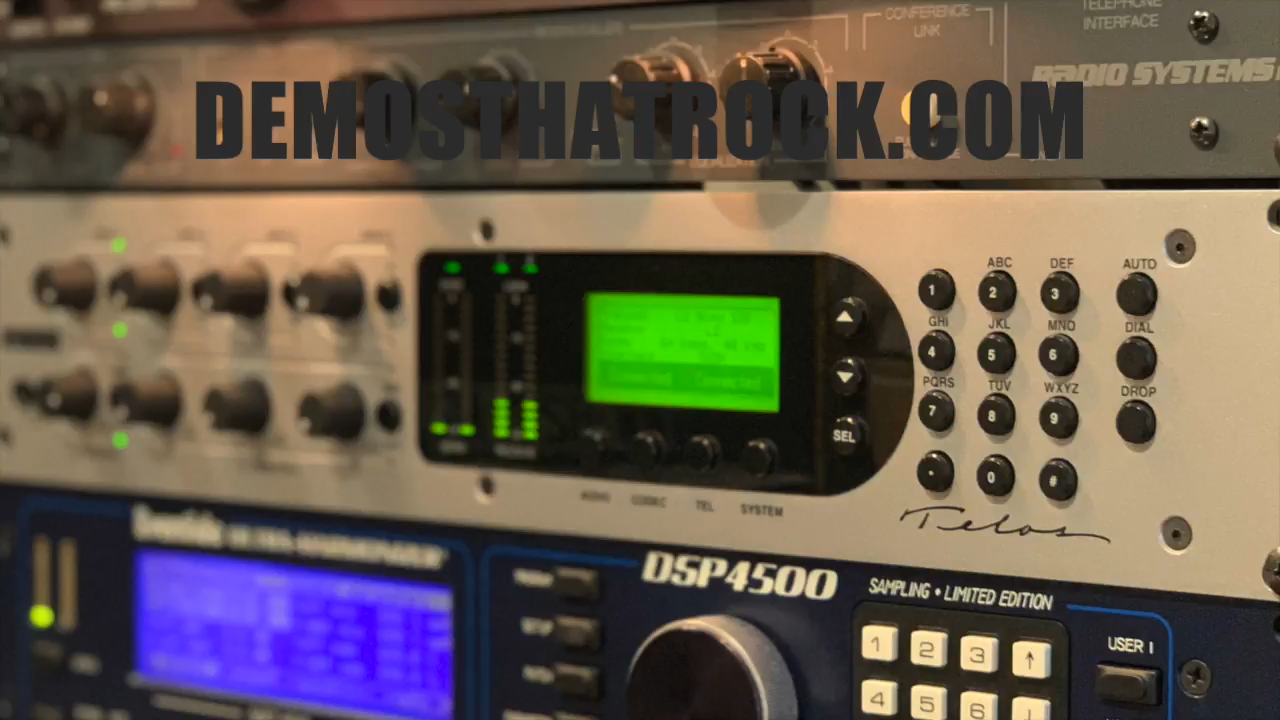 CONFERENCE
LINK
TELEPHONE
INTERFACE
RADIO SYSTEMS
DEMOSTHATROCK.COM
ABC DEF AUTO
1 2 3
GHI JKL MNO DIAL
4 5 6
PQRS TUV WXYZ DROP
7 8 9
SEL
0 #
AUDIO CODEC TEL SYSTEM
Telos
Eventide
DSP4500
SAMPLING • LIMITED EDITION
1 2 3 ↑
USER 1
4 5 6 ↓